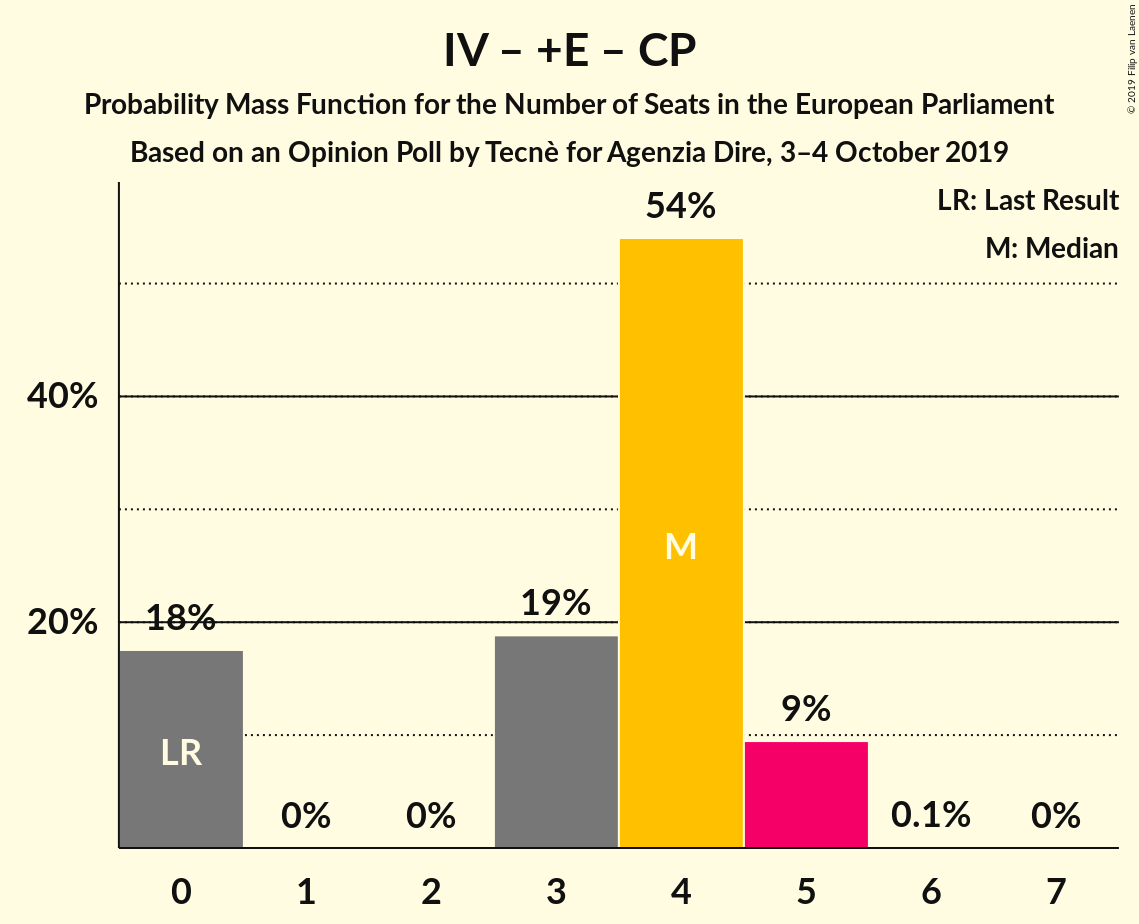 IV – +E – CP
Probability Mass Function for the Number of Seats in the European Parliament
Based on an Opinion Poll by Tecnè for Agenzia Dire, 3–4 October 2019
© 2019 Filip van Laenen
LR: Last Result
M: Median
54%
40%
M
20%
18%
19%
9%
LR
0%
0%
0.1%
0%
0 1 2 3 4 5 6 7